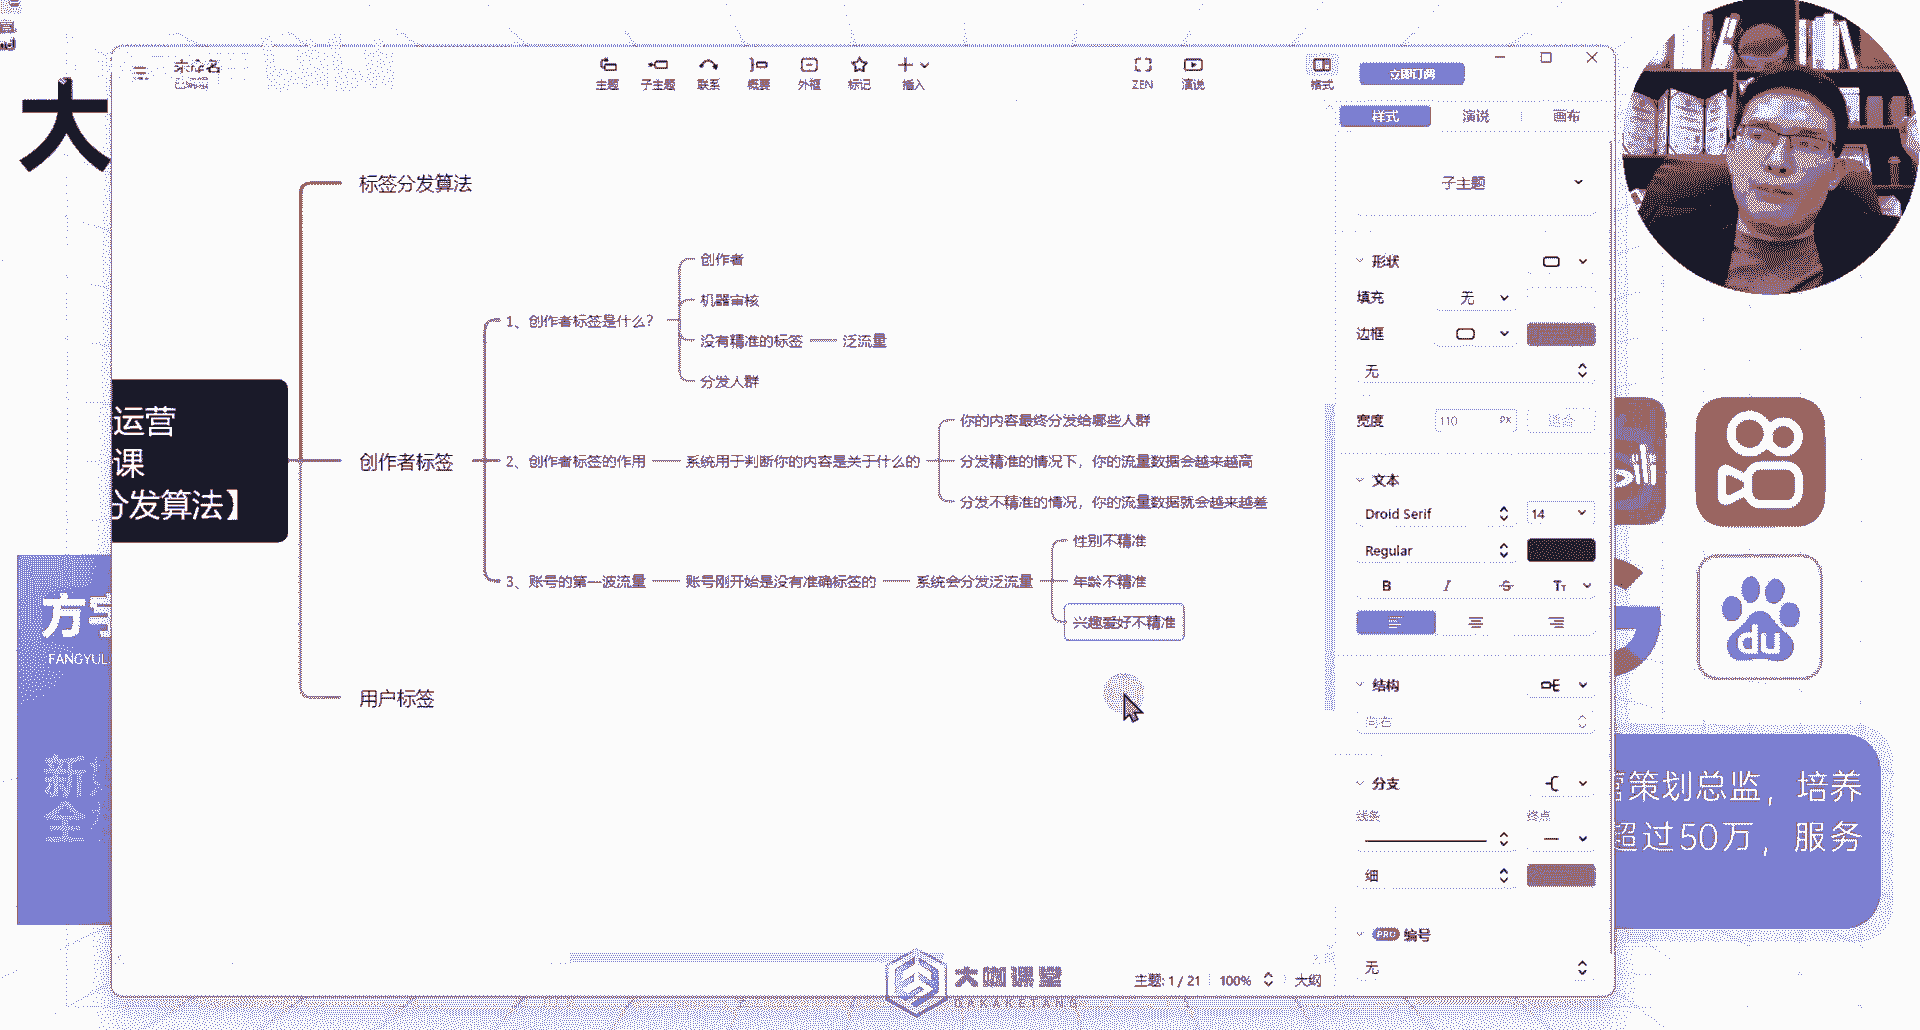 大
未命名
已编辑
主题
子主题
联系
概要
外框
标记
插入
ZEN
演说
格式
立即订阅
样式
演说
画布
子主题
形状
填充
无
边框
无
宽度
110
PX
适合
文本
Droid Serif
14
Regular
B
I
S
TT
结构
向右
分支
线条
终点
细
PRO
编号
无
标签分发算法
创作者
机器审核
1、创作者标签是什么?
没有精准的标签
泛流量
分发人群
运营
课
分发算法】
创作者标签
2、创作者标签的作用
系统用于判断你的内容是关于什么的
你的内容最终分发给哪些人群
分发精准的情况下，你的流量数据会越来越高
分发不精准的情况，你的流量数据就会越来越差
3、账号的第一波流量
账号刚开始是没有准确标签的
系统会分发泛流量
性别不精准
年龄不精准
兴趣爱好不精准
用户标签
方宇
FANGYU
新
全
du
策划总监，培养
超过50万，服务
大咖课堂
DAKAKETANG
主题: 1 / 21
100%
大纲